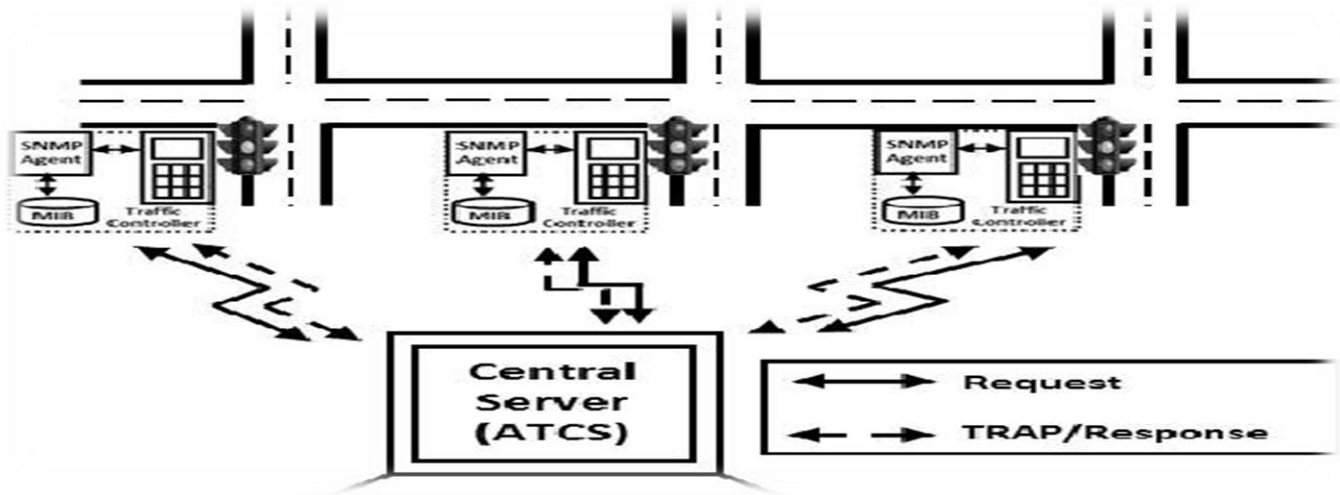 SNMP
Agent
MIB
Traffic
Controller
SNMP
Agent
MIB
Traffic
Controller
SNMP
Agent
MIB
Traffic
Controller
Central
Server
(ATCS)
Request
TRAP/Response